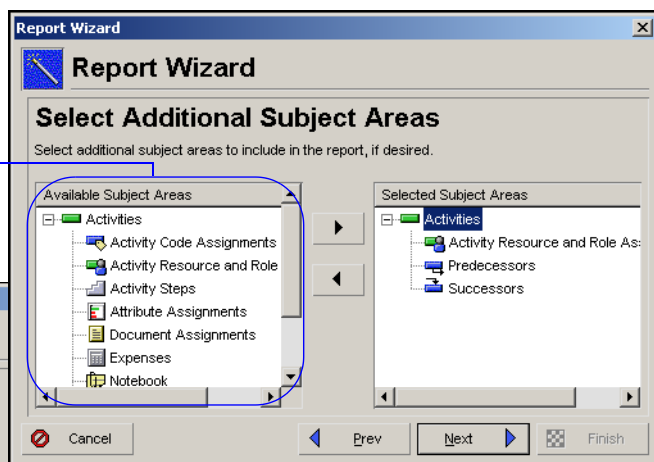 Report Wizard
Report Wizard
Select Additional Subject Areas
Select additional subject areas to include in the report, if desired.
Available Subject Areas
Activities
Activity Code Assignments
Activity Resource and Role
Activity Steps
Attribute Assignments
Document Assignments
Expenses
Notebook
Selected Subject Areas
Activities
Activity Resource and Role As
Predecessors
Successors
Cancel
Prev
Next
Finish